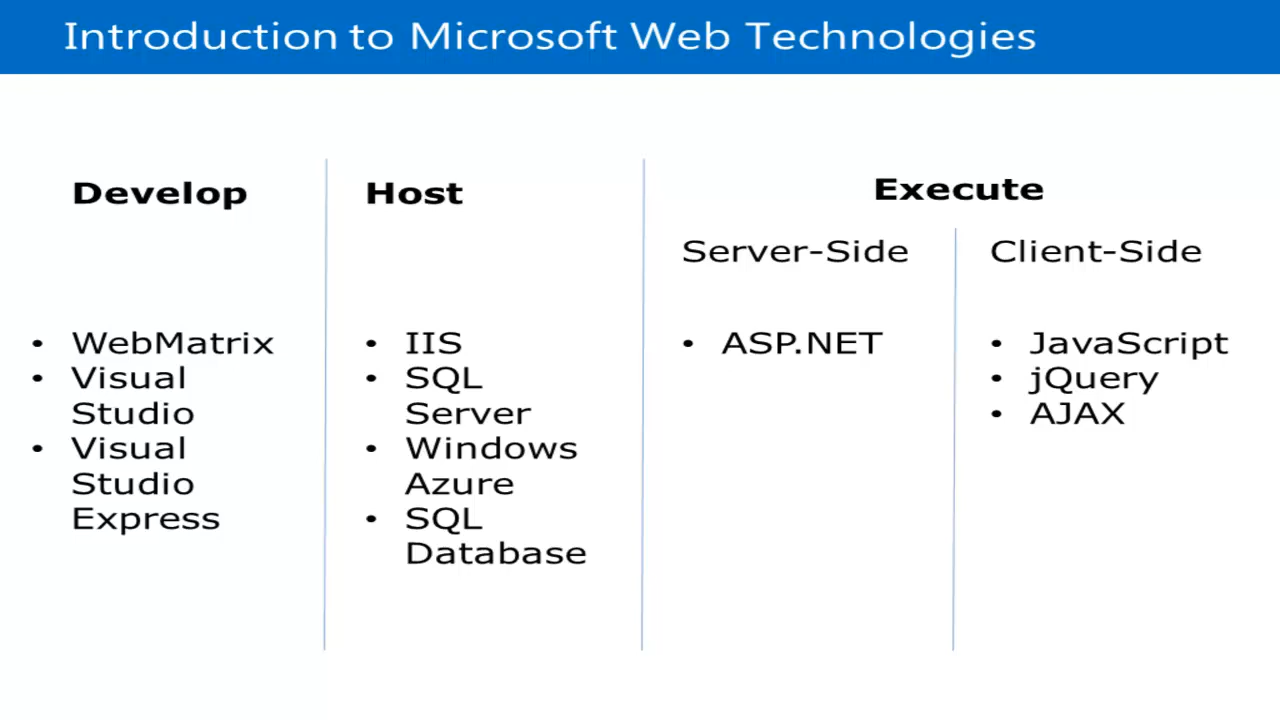 Introduction to Microsoft Web Technologies
Develop
• WebMatrix
• Visual
Studio
• Visual
Studio
Express
Host
• IIS
• SQL
Server
• Windows
Azure
• SQL
Database
Execute
Server-Side
• ASP.NET
Client-Side
• JavaScript
• jQuery
• AJAX